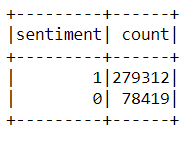 +---------+------+
|sentiment| count|
+---------+------+
|        1|279312|
|        0| 78419|
+---------+------+